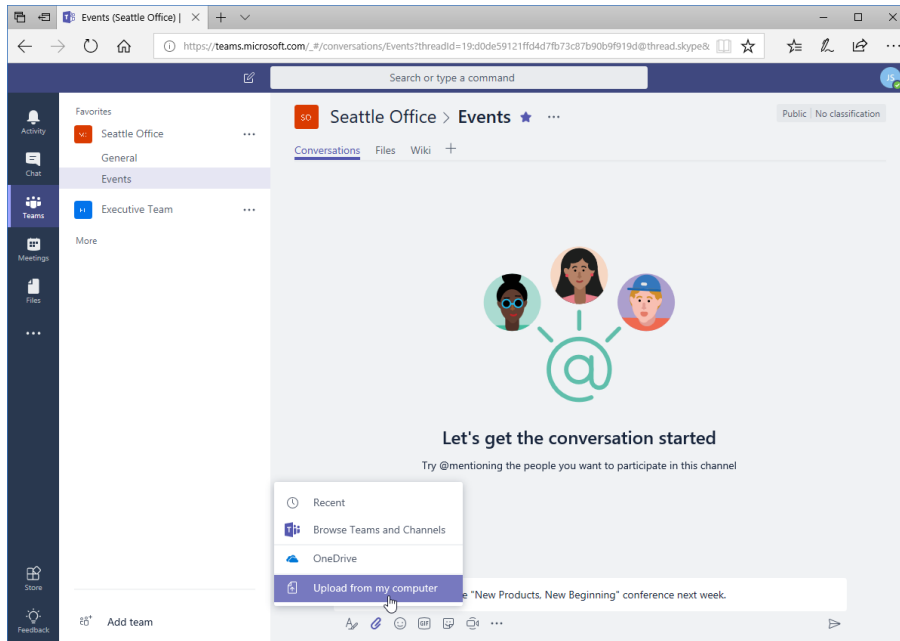 Events (Seattle Office) |
https://teams.microsoft.com/_#/conversations/Events?threadId=19:d0de59121ffd4d7fb73c87b90b9f919d@thread.skype&
Search or type a command
JS
Activity
Chat
Teams
Meetings
Files
Store
Feedback
Favorites
Seattle Office
General
Events
Executive Team
More
Add team
SO Seattle Office > Events
Public No classification
Conversations Files Wiki
Let's get the conversation started
Try @mentioning the people you want to participate in this channel
Recent
Browse Teams and Channels
OneDrive
Upload from my computer
"New Products, New Beginning" conference next week.
GIF